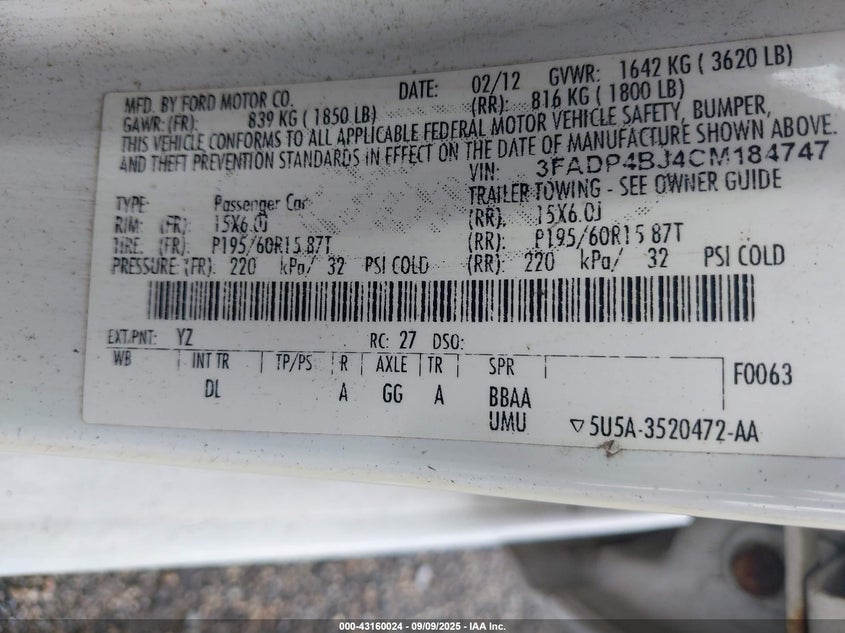 MFD. BY FORD MOTOR CO. DATE: 02/12 GVWR: 1642 KG ( 3620 LB)
GAWR: (FR): 839 KG ( 1850 LB) (RR): 816 KG ( 1800 LB)
THIS VEHICLE CONFORMS TO ALL APPLICABLE FEDERAL MOTOR VEHICLE SAFETY, BUMPER,
AND THEFT PREVENTION STANDARDS IN EFFECT ON THE DATE OF MANUFACTURE SHOWN ABOVE.
VIN: 3FADP4BJ4CM184747
TYPE: Passenger Car TRAILER TOWING - SEE OWNER GUIDE
RIM: (FR): 15X6.0J (RR): 15X6.0J
TIRE: (FR): P195/60R15 87T (RR): P195/60R15 87T
PRESSURE: (FR): 220 kPa/ 32 PSI COLD (RR): 220 kPa/ 32 PSI COLD
EXT PNT: YZ RC: 27 DSO:
WB INT TR TP/PS R AXLE TR SPR F0063
DL A GG A BBAA
UMU ▽5U5A-3520472-AA
000-43160024 - 09/09/2025 - IAA Inc.